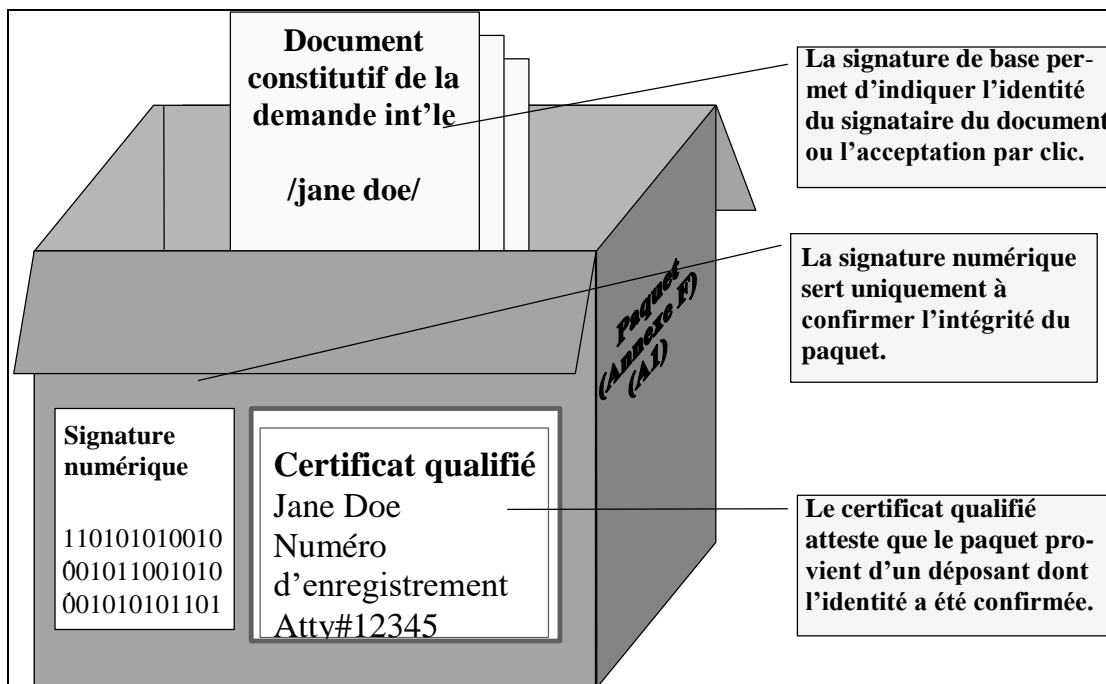 Document
constitutif de la
demande int’le
/jane doe/
La signature de base per-
met d’indiquer l’identité
du signataire du document
ou l’acceptation par clic.
La signature numérique
sert uniquement à
confirmer l’intégrité du
paquet.
Paquet
(Annexe F)
(A1)
Signature
numérique
110101010010
001011001010
001010101101
Certificat qualifié
Jane Doe
Numéro
d’enregistrement
Atty#12345
Le certificat qualifié
atteste que le paquet pro-
vient d’un déposant dont
l’identité a été confirmée.